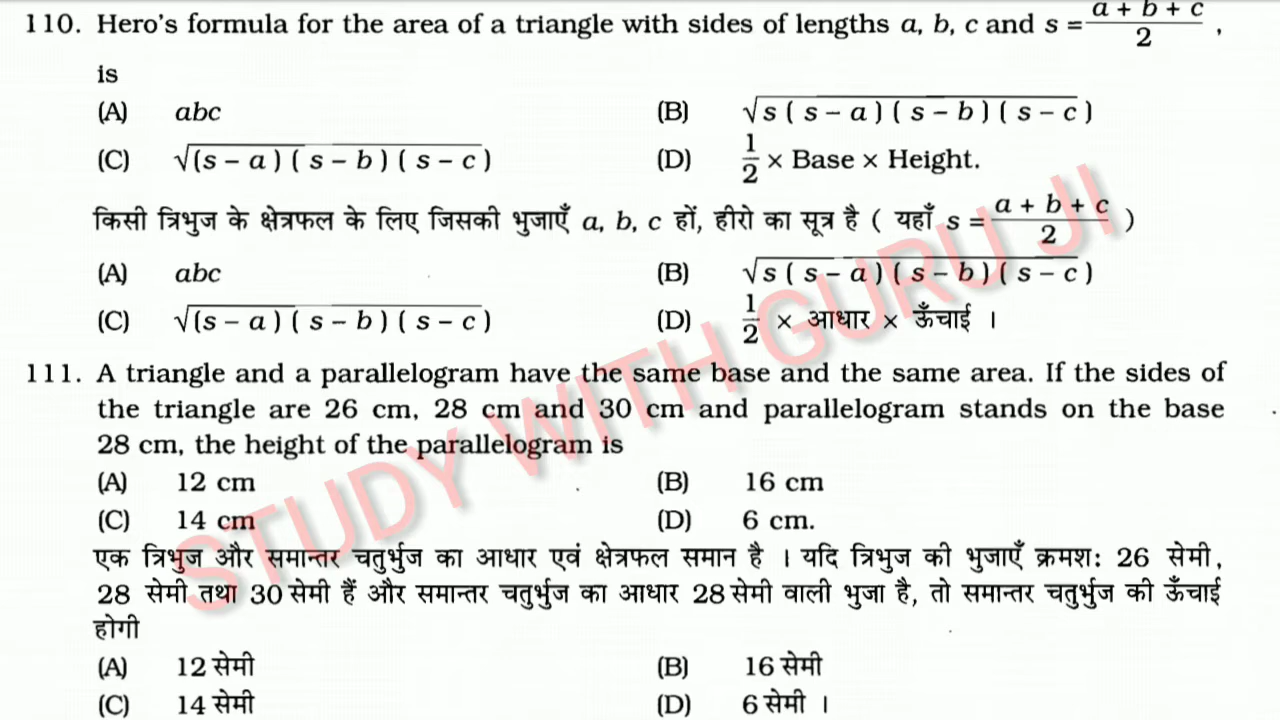 110. Hero's formula for the area of a triangle with sides of lengths a, b, c and s = (a + b + c)/2 ,
is
(A) abc (B) √s ( s – a ) ( s – b ) ( s – c )
(C) √(s – a ) ( s – b ) ( s – c ) (D) 1/2 × Base × Height.
किसी त्रिभुज के क्षेत्रफल के लिए जिसकी भुजाएँ a, b, c हों, हीरो का सूत्र है ( यहाँ s = (a + b + c)/2 )
(A) abc (B) √s ( s – a ) ( s – b ) ( s – c )
(C) √(s – a ) ( s – b ) ( s – c ) (D) 1/2 × आधार × ऊँचाई ।
111. A triangle and a parallelogram have the same base and the same area. If the sides of
the triangle are 26 cm, 28 cm and 30 cm and parallelogram stands on the base
28 cm, the height of the parallelogram is
(A) 12 cm (B) 16 cm
(C) 14 cm (D) 6 cm.
एक त्रिभुज और समान्तर चतुर्भुज का आधार एवं क्षेत्रफल समान है । यदि त्रिभुज की भुजाएँ क्रमश: 26 सेमी,
28 सेमी तथा 30 सेमी हैं और समान्तर चतुर्भुज का आधार 28 सेमी वाली भुजा है, तो समान्तर चतुर्भुज की ऊँचाई
होगी
(A) 12 सेमी (B) 16 सेमी
(C) 14 सेमी (D) 6 सेमी ।
STUDY WITH GURU JI